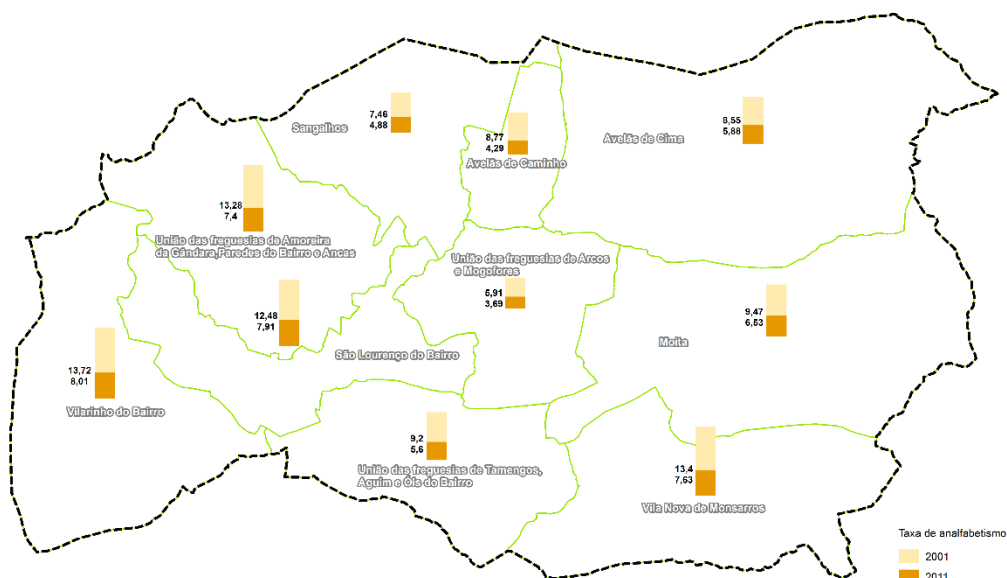 7,46
4,88
Sangalhos
8,77
4,29
Avelãs de Caminho
8,55
5,88
Avelãs de Cima
13,28
7,4
União das freguesias de Amoreira
da Gândara,Paredes do Bairro e Ancas
União das freguesias de Arcos
e Mogofores
5,91
3,69
12,48
7,91
São Lourenço do Bairro
9,47
6,53
Moita
13,72
8,01
Vilarinho do Bairro
9,2
5,6
União das freguesias de Tamengos,
Aguim e Óis do Bairro
13,4
7,63
Vila Nova de Monsarros
Taxa de analfabetismo
2001
2011